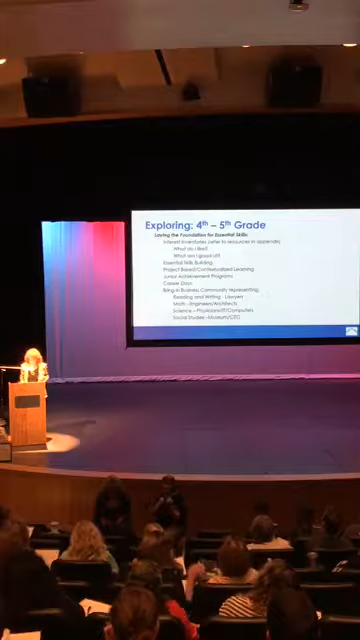 Exploring: 4th – 5th Grade
Laying the Foundation for Essential Skills:
Interest Inventories (refer to resources in appendix)
What do I like?
What am I good at?
Essential Skills Building
Project Based/Contextualized Learning
Junior Achievement Programs
Career Days
Bring in Business Community representing:
Reading and Writing - Lawyers
Math - Engineers/Architects
Science - Physicians/IT/Computers
Social Studies - Museum/CEO